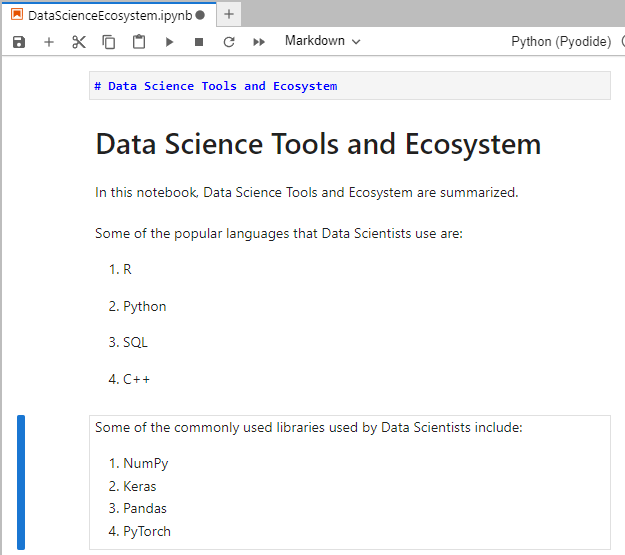 DataScienceEcosystem.ipynb
Markdown
Python (Pyodide)
# Data Science Tools and Ecosystem
Data Science Tools and Ecosystem
In this notebook, Data Science Tools and Ecosystem are summarized.
Some of the popular languages that Data Scientists use are:
1. R
2. Python
3. SQL
4. C++
Some of the commonly used libraries used by Data Scientists include:
1. NumPy
2. Keras
3. Pandas
4. PyTorch